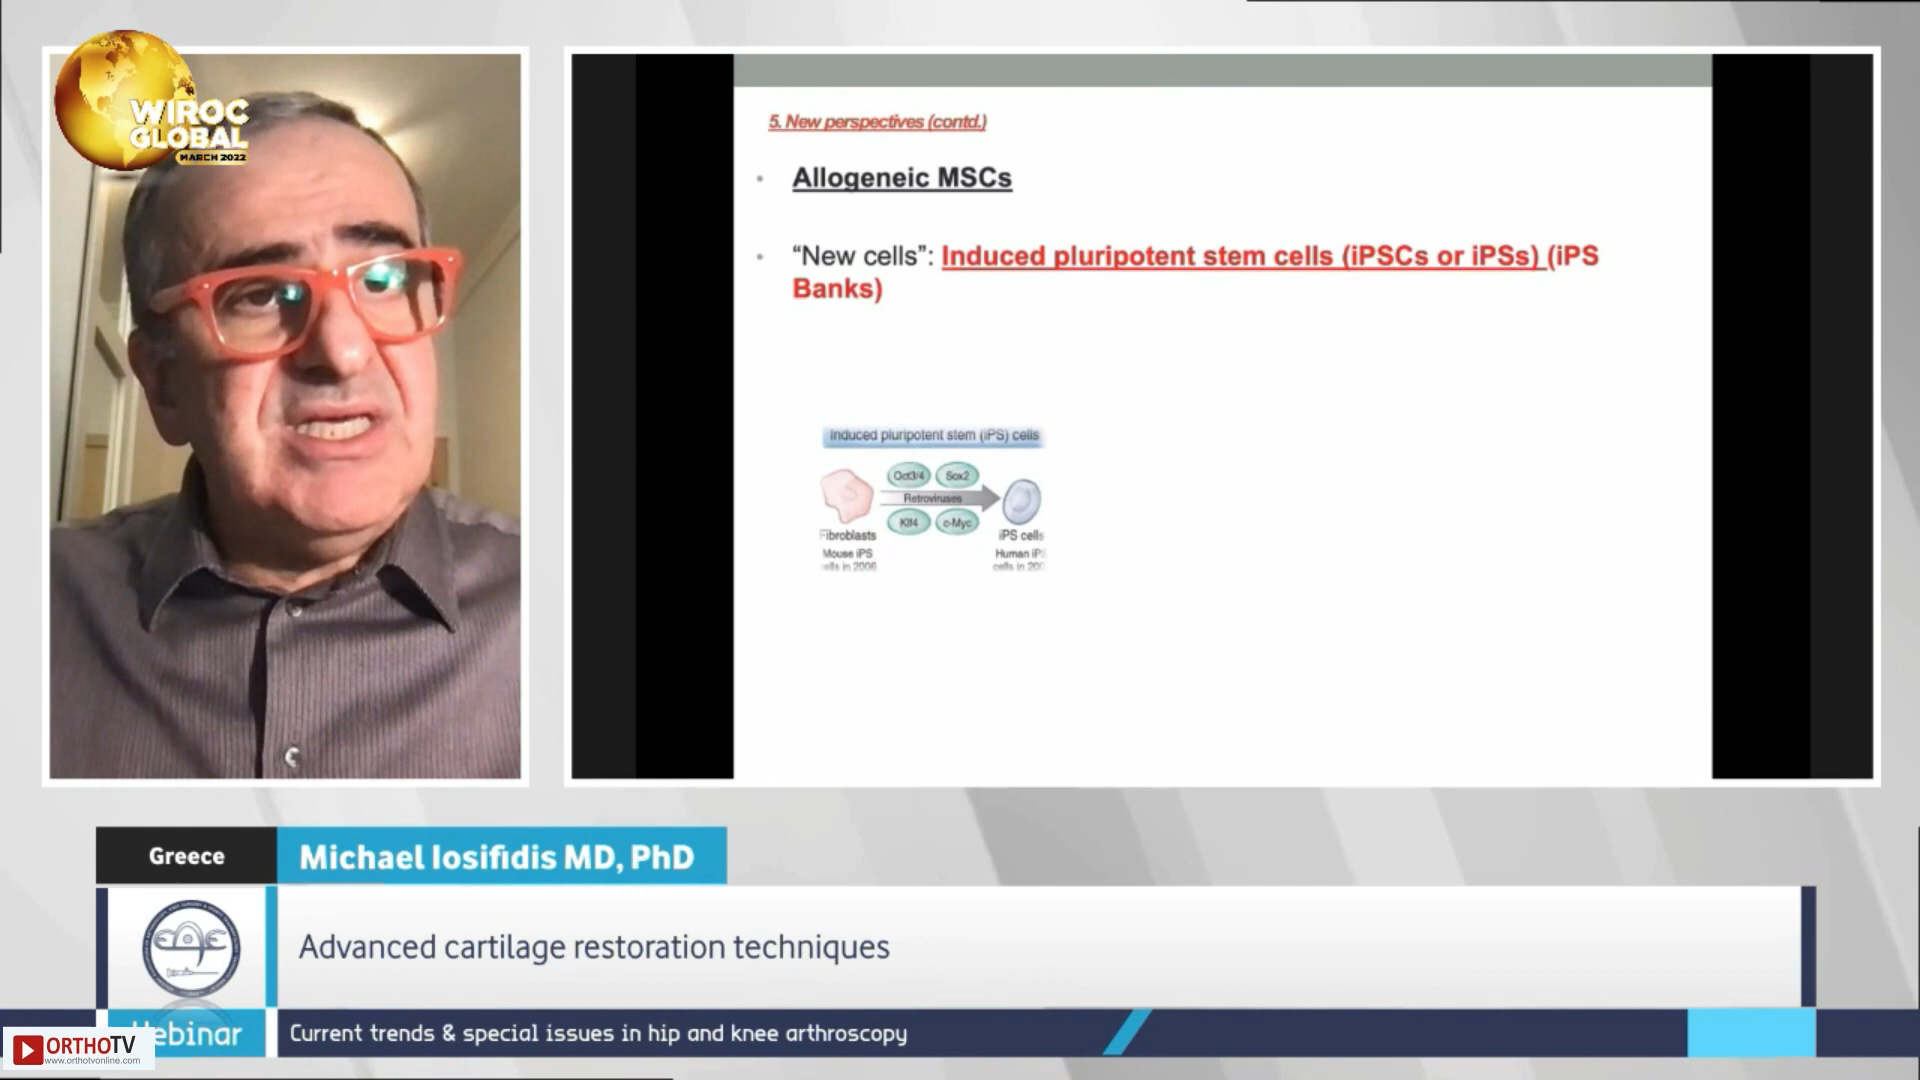 WIROC
GLOBAL
MARCH 2022
5. New perspectives (contd.)
• Allogeneic MSCs
• “New cells”: Induced pluripotent stem cells (iPSCs or iPSs) (iPS
Banks)
Induced pluripotent stem (iPS) cells
Oct3/4 Sox2
Retroviruses
Klf4 c-Myc
Fibroblasts iPS cells
Mouse iPS Human iPS
cells in 2006 cells in
Greece Michael Iosifidis MD, PhD
Advanced cartilage restoration techniques
Webinar Current trends & special issues in hip and knee arthroscopy
ORTHOTV
www.orthotvonline.com